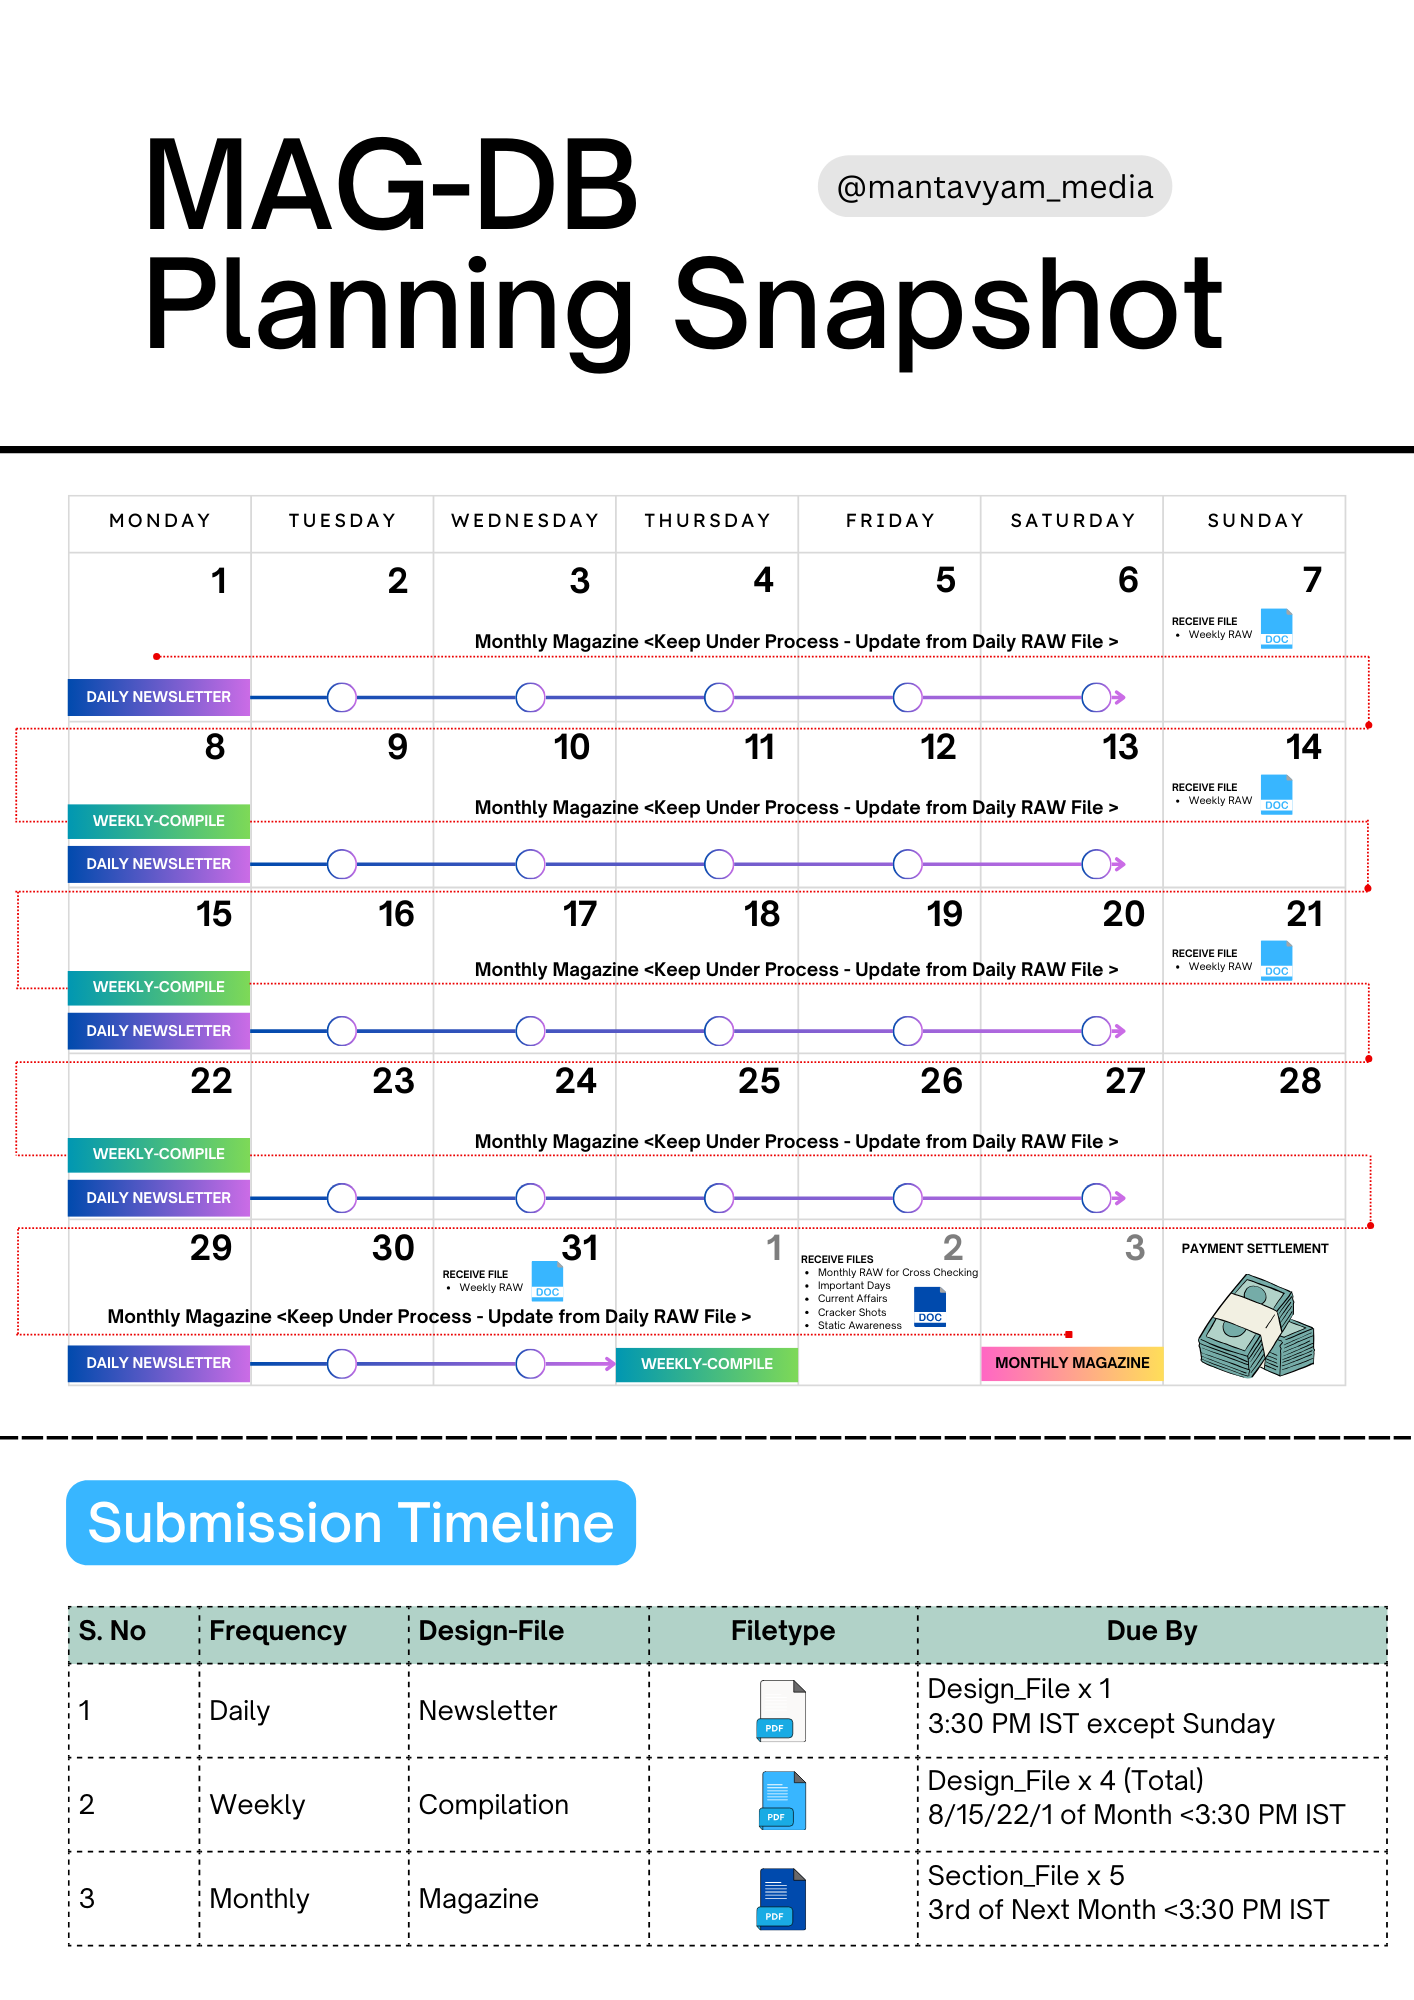 MAG-DB
@mantavyam_media
Planning Snapshot
MONDAY TUESDAY WEDNESDAY THURSDAY FRIDAY SATURDAY SUNDAY
1 2 3 4 5 6 7
RECEIVE FILE
• Weekly RAW
DOC
Monthly Magazine <Keep Under Process - Update from Daily RAW File >
DAILY NEWSLETTER
8 9 10 11 12 13 14
RECEIVE FILE
• Weekly RAW
DOC
Monthly Magazine <Keep Under Process - Update from Daily RAW File >
WEEKLY-COMPILE
DAILY NEWSLETTER
15 16 17 18 19 20 21
RECEIVE FILE
• Weekly RAW
DOC
Monthly Magazine <Keep Under Process - Update from Daily RAW File >
WEEKLY-COMPILE
DAILY NEWSLETTER
22 23 24 25 26 27 28
Monthly Magazine <Keep Under Process - Update from Daily RAW File >
WEEKLY-COMPILE
DAILY NEWSLETTER
29 30 31 1 2 3
PAYMENT SETTLEMENT
RECEIVE FILE
• Weekly RAW
DOC
RECEIVE FILES
• Monthly RAW for Cross Checking
• Important Days
• Current Affairs
• Cracker Shots
• Static Awareness
DOC
Monthly Magazine <Keep Under Process - Update from Daily RAW File >
DAILY NEWSLETTER
WEEKLY-COMPILE
MONTHLY MAGAZINE
Submission Timeline
S. No Frequency Design-File Filetype Due By
1 Daily Newsletter PDF Design_File x 1
3:30 PM IST except Sunday
2 Weekly Compilation PDF Design_File x 4 (Total)
8/15/22/1 of Month <3:30 PM IST
3 Monthly Magazine PDF Section_File x 5
3rd of Next Month <3:30 PM IST